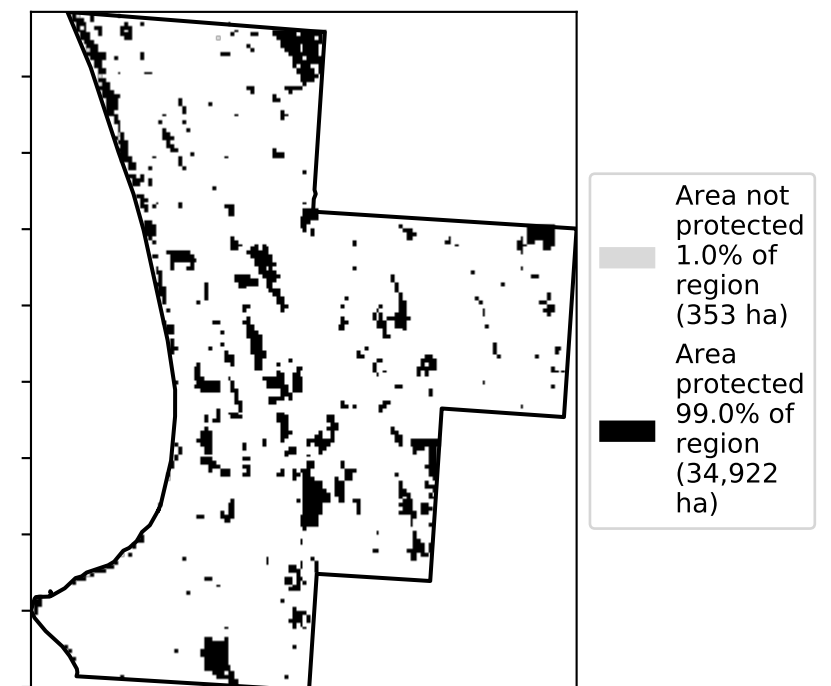 Area not
protected
1.0% of
region
(353 ha)
Area
protected
99.0% of
region
(34,922
ha)